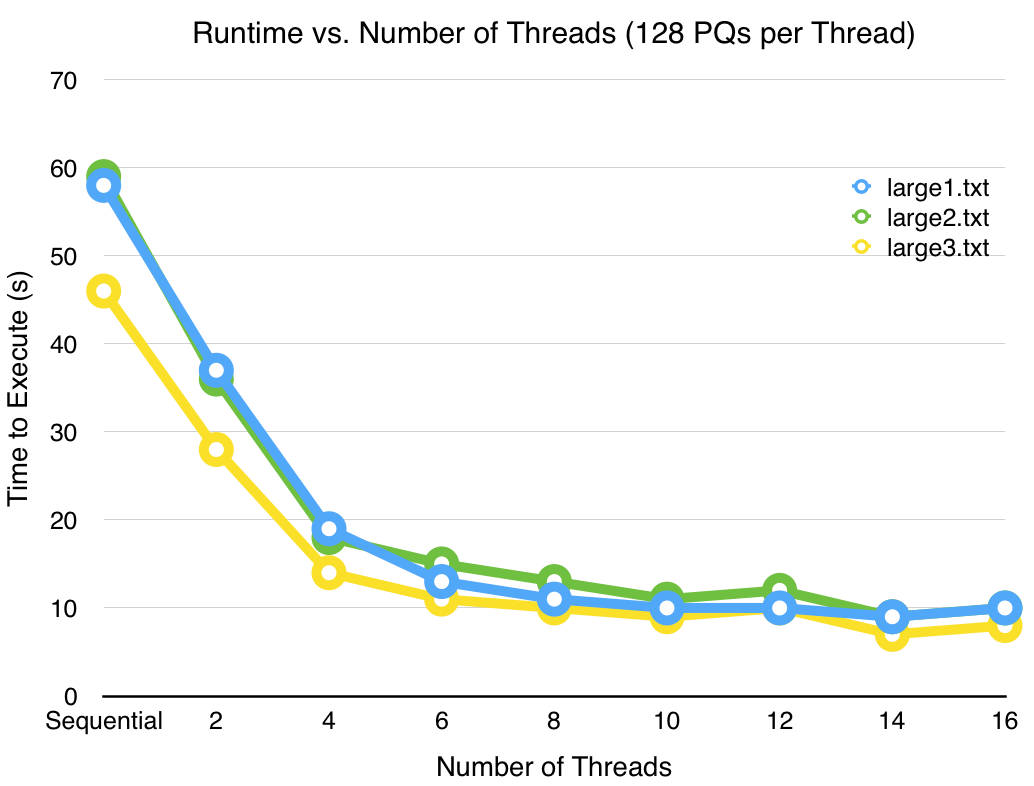 Runtime vs. Number of Threads (128 PQs per Thread)
70
60
50
40
30
20
10
0
Time to Execute (s)
large1.txt
large2.txt
large3.txt
Sequential 2 4 6 8 10 12 14 16
Number of Threads